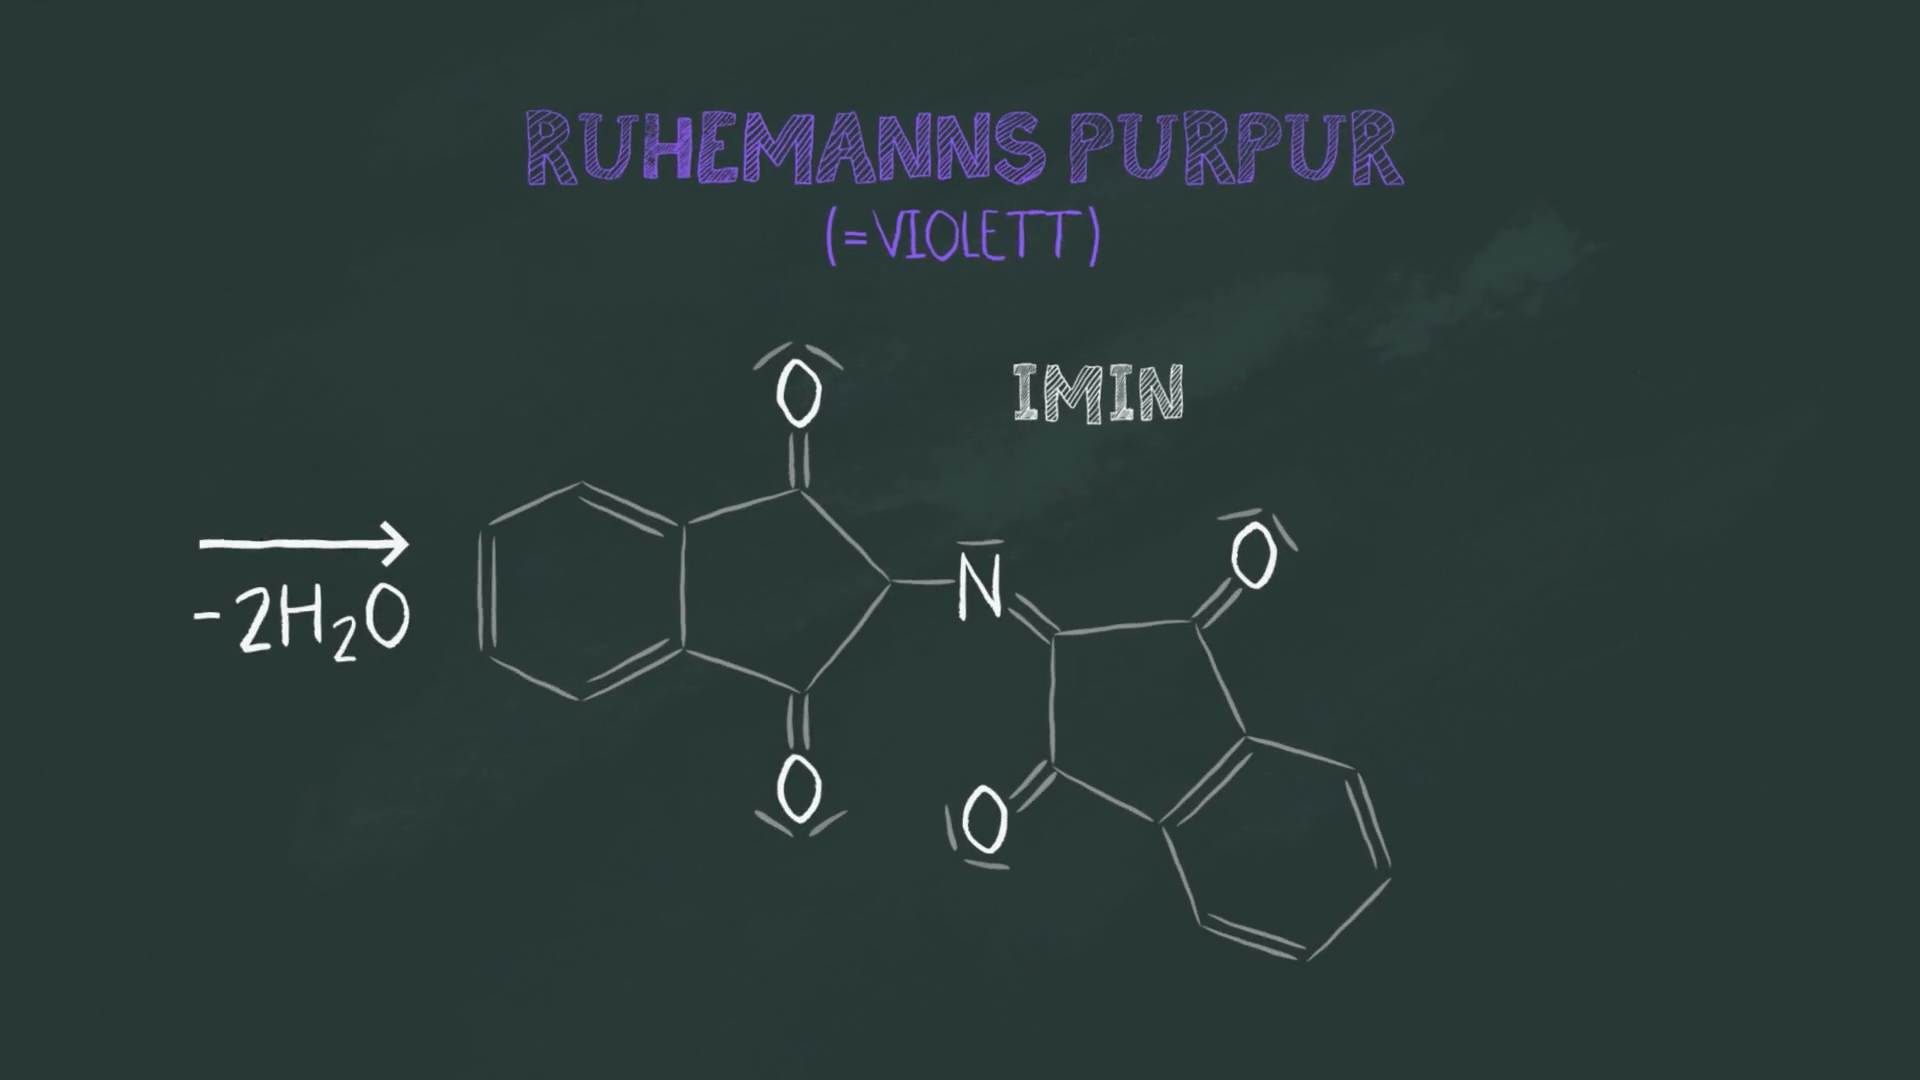 RUHEMANNS PURPUR
(=VIOLETT)
IMIN
O
O
N
-2H₂O
O
O